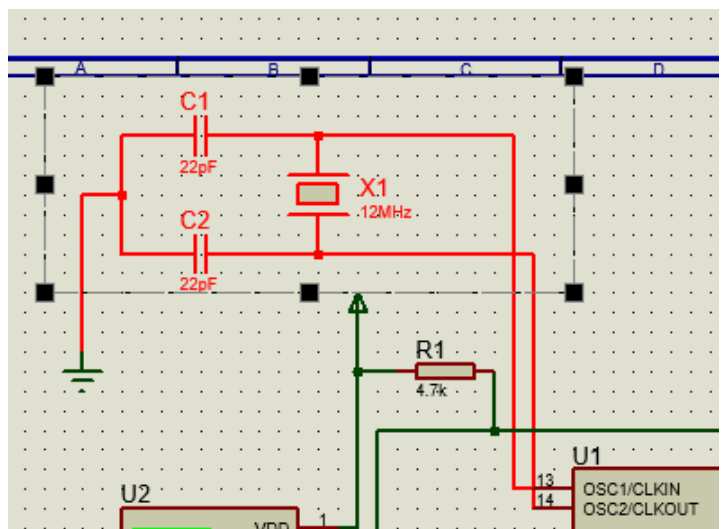 A B C D
C1
22pF
X1
12MHz
C2
22pF
R1
4.7k
U1
13 OSC1/CLKIN
14 OSC2/CLKOUT
U2
1
VDD